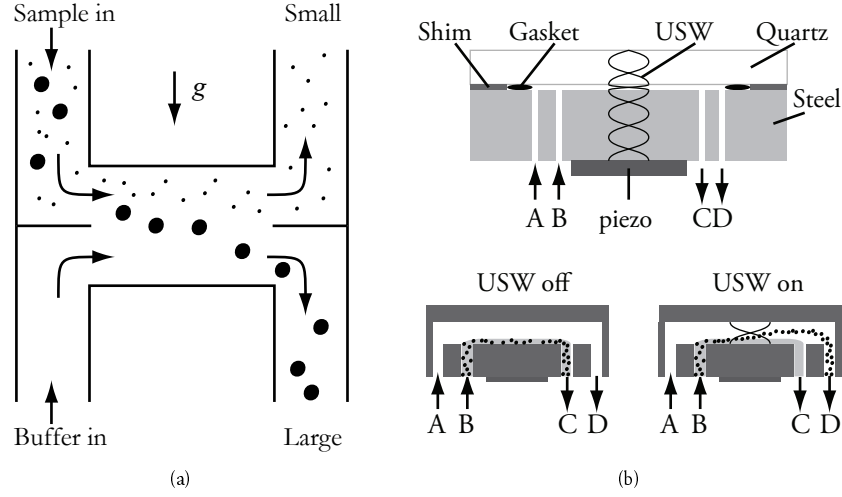 Sample in
Small
g
Buffer in
Large
(a)
Shim
Gasket
USW
Quartz
Steel
A
B
piezo
CD
USW off
USW on
A
B
C
D
A
B
C
D
(b)